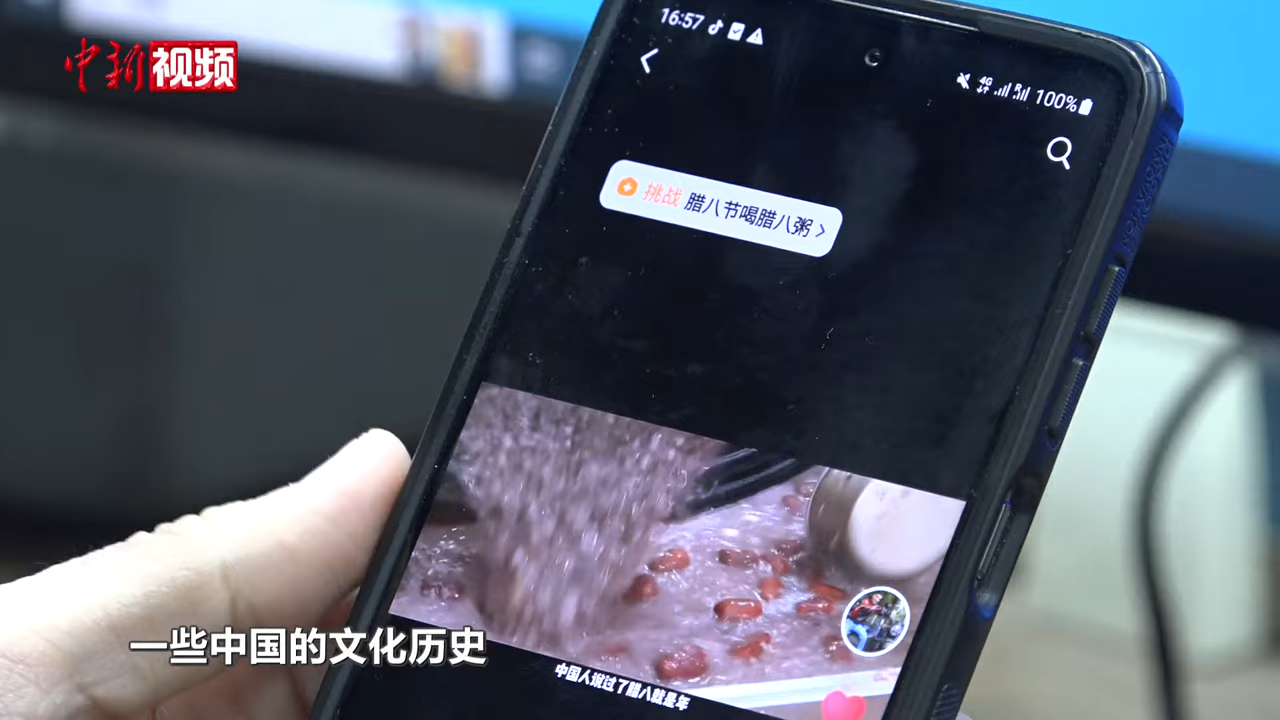 中新视频
16:57
4G
100%
挑战 腊八节喝腊八粥
一些中国的文化历史
中国人说过了腊八就是年